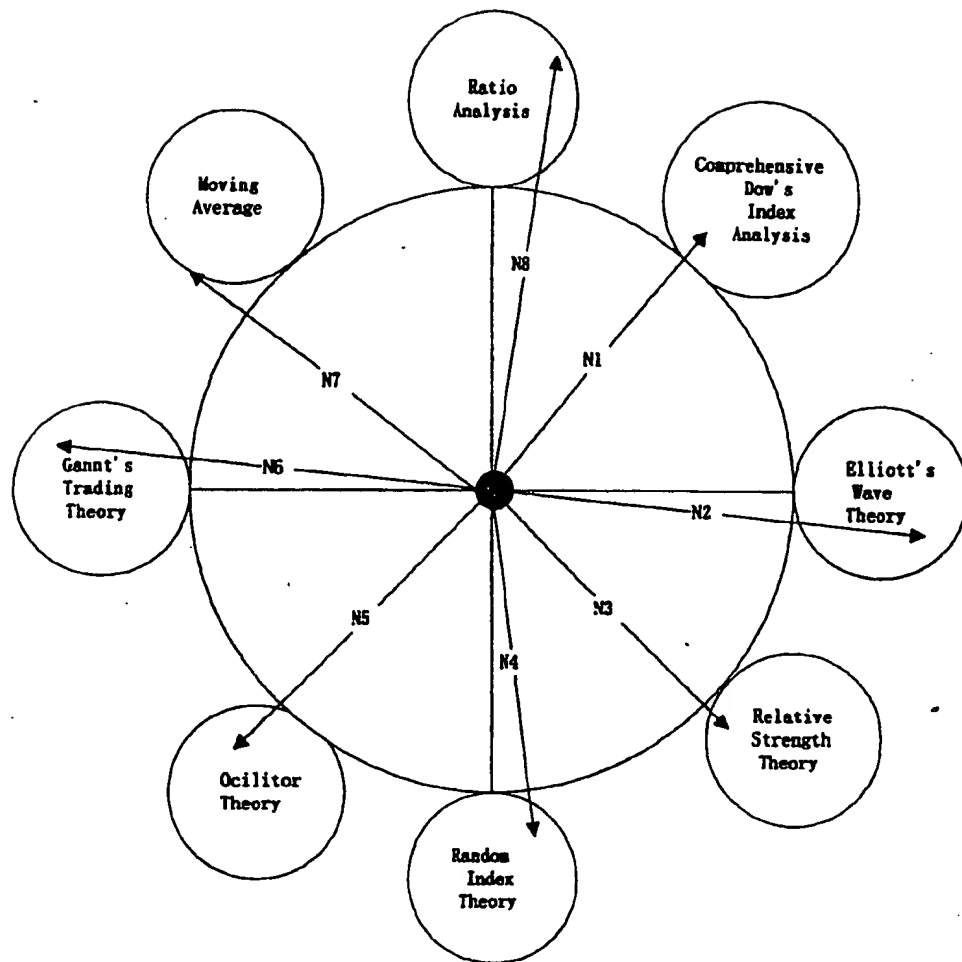 Ratio
Analysis
Comprehensive
Dow's
Index
Analysis
Moving
Average
N8
N1
N7
Gannt's
Trading
Theory
N6
N2
Elliott's
Wave
Theory
N5
N3
N4
Relative
Strength
Theory
Ocilitor
Theory
Random
Index
Theory